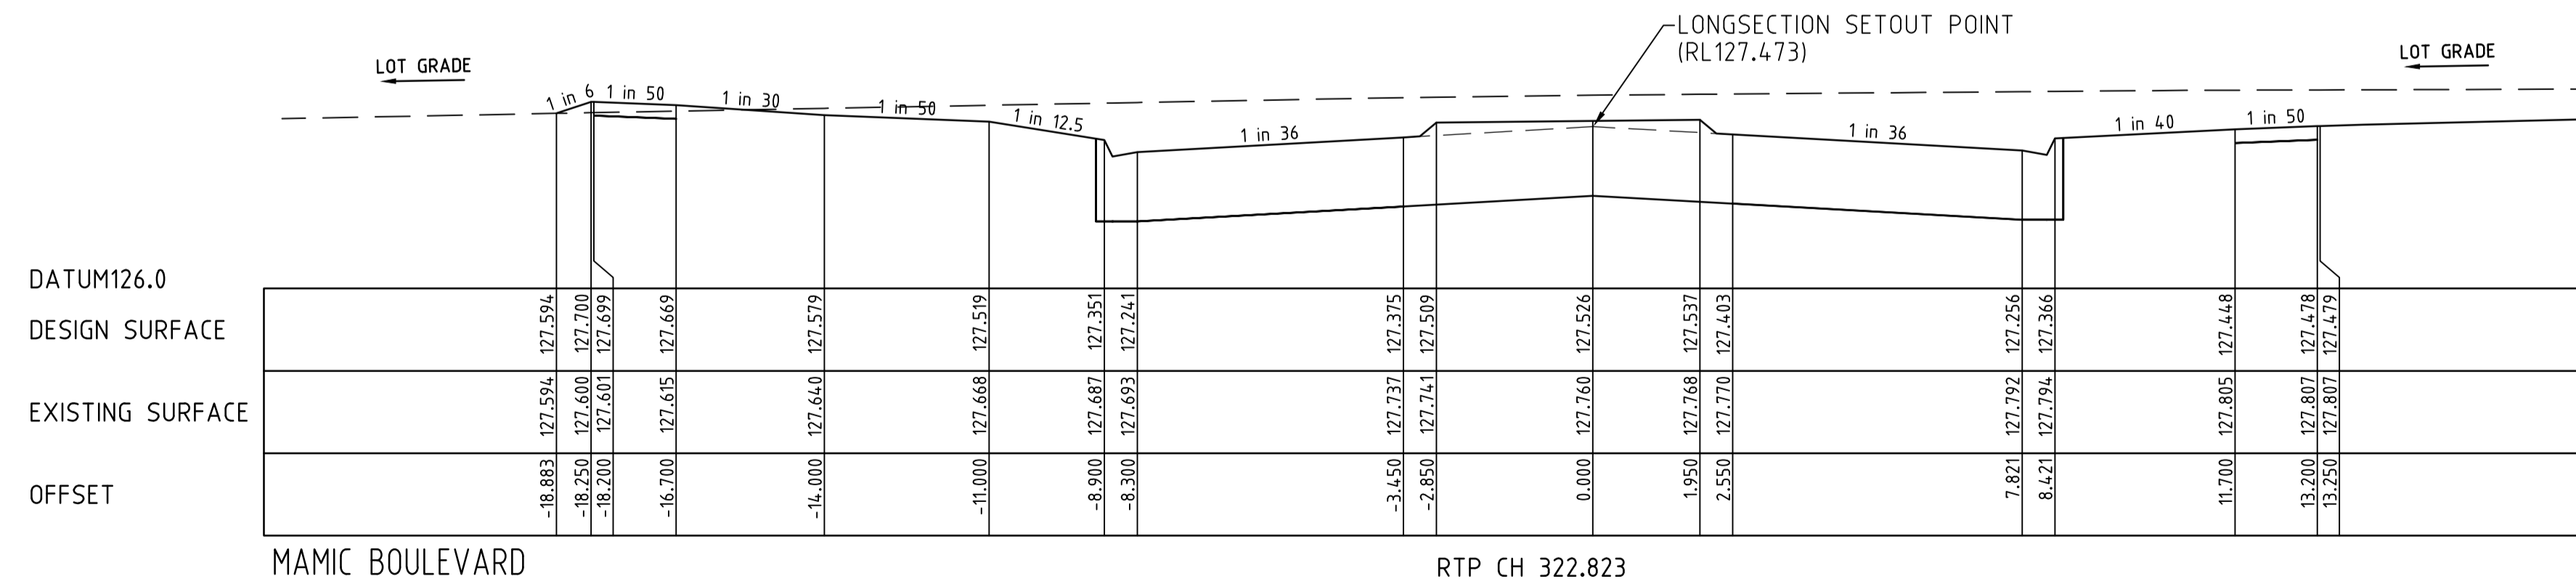 LONGSECTION SETOUT POINT
(RL127.473)
LOT GRADE
LOT GRADE
1 in 6
1 in 50
1 in 30
1 in 50
1 in 12.5
1 in 36
1 in 36
1 in 40
1 in 50
DATUM126.0
DESIGN SURFACE 127.594 127.700 127.699 127.669 127.579 127.519 127.351 127.241 127.375 127.509 127.526 127.537 127.403 127.256 127.366 127.448 127.478 127.479
EXISTING SURFACE 127.594 127.600 127.601 127.615 127.640 127.668 127.687 127.693 127.737 127.741 127.760 127.768 127.770 127.792 127.794 127.805 127.807 127.807
OFFSET -18.883 -18.250 -18.200 -16.700 -14.000 -11.000 -8.900 -8.300 -3.450 -2.850 0.000 1.950 2.550 7.821 8.421 11.700 13.200 13.250
MAMIC BOULEVARD
RTP CH 322.823